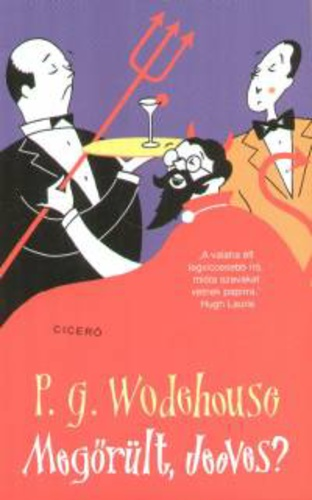 „A valaha élt
legviccesebb író,
mióta szavakat
vetnek papírra."
Hugh Laurie
CICERÓ
P. G. Wodehouse
Megőrült, Jeeves?